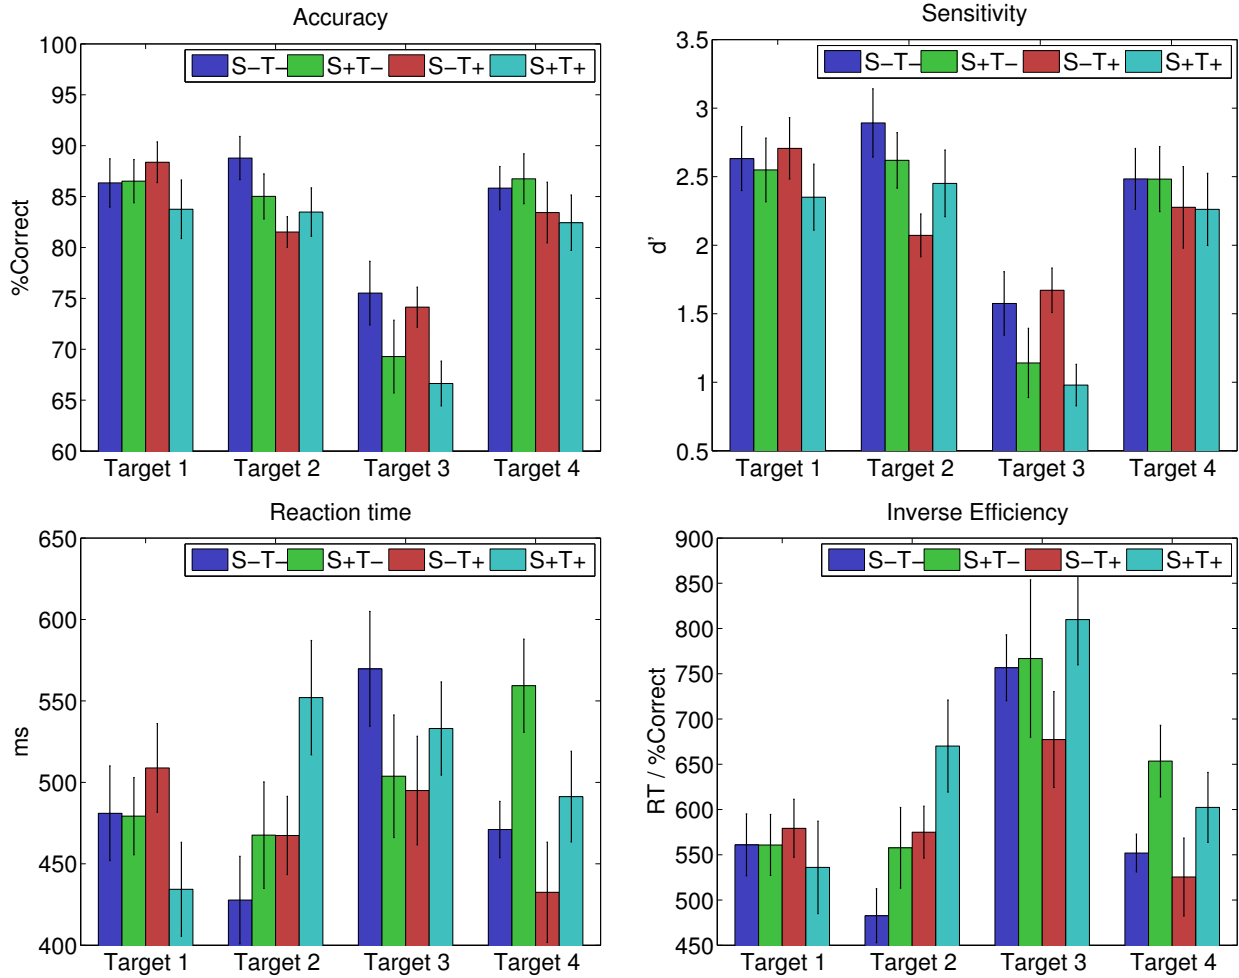 Accuracy
S−T− S+T− S−T+ S+T+
100
95
90
85
80
75
70
65
60
%Correct
Target 1 Target 2 Target 3 Target 4
Sensitivity
S−T− S+T− S−T+ S+T+
3.5
3
2.5
2
1.5
1
0.5
d'
Target 1 Target 2 Target 3 Target 4
Reaction time
S−T− S+T− S−T+ S+T+
650
600
550
500
450
400
ms
Target 1 Target 2 Target 3 Target 4
Inverse Efficiency
S−T− S+T− S−T+ S+T+
900
850
800
750
700
650
600
550
500
450
RT / %Correct
Target 1 Target 2 Target 3 Target 4